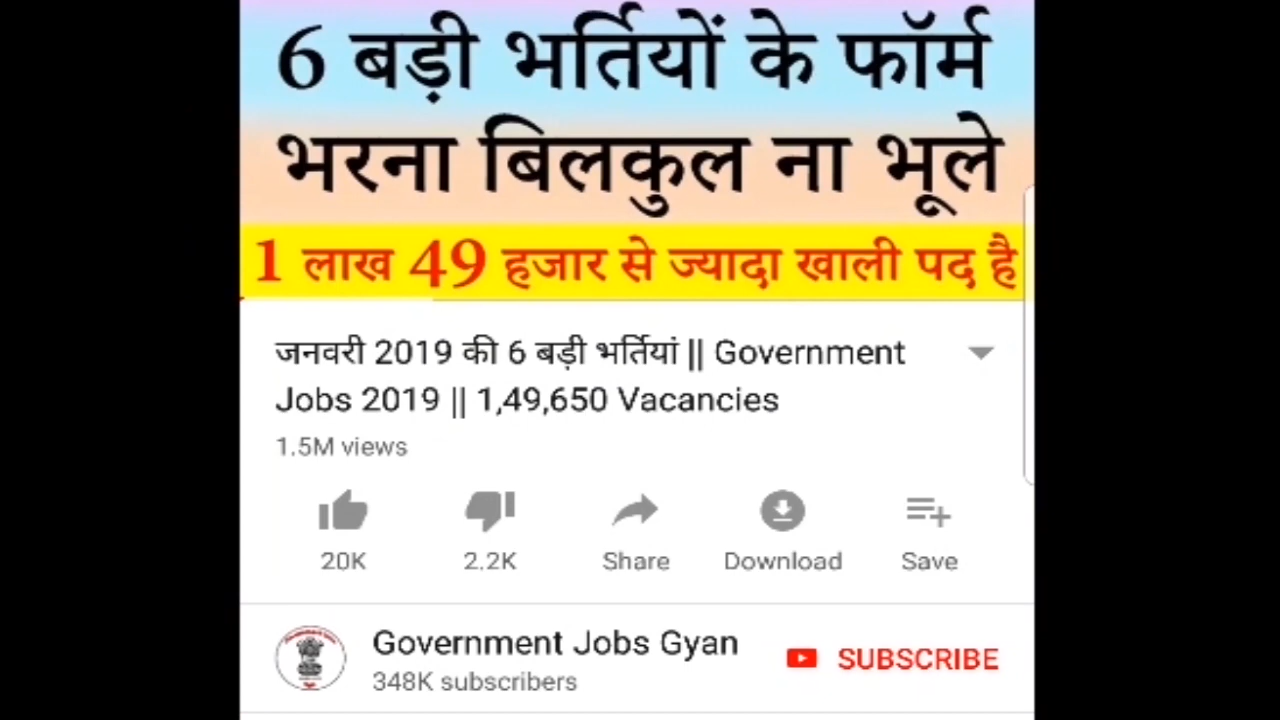 6 बड़ी भर्तियों के फॉर्म
भरना बिलकुल ना भूले
1 लाख 49 हजार से ज्यादा खाली पद है
जनवरी 2019 की 6 बड़ी भर्तियां || Government
Jobs 2019 || 1,49,650 Vacancies
1.5M views
20K 2.2K Share Download Save
Government Jobs Gyan
SUBSCRIBE
348K subscribers